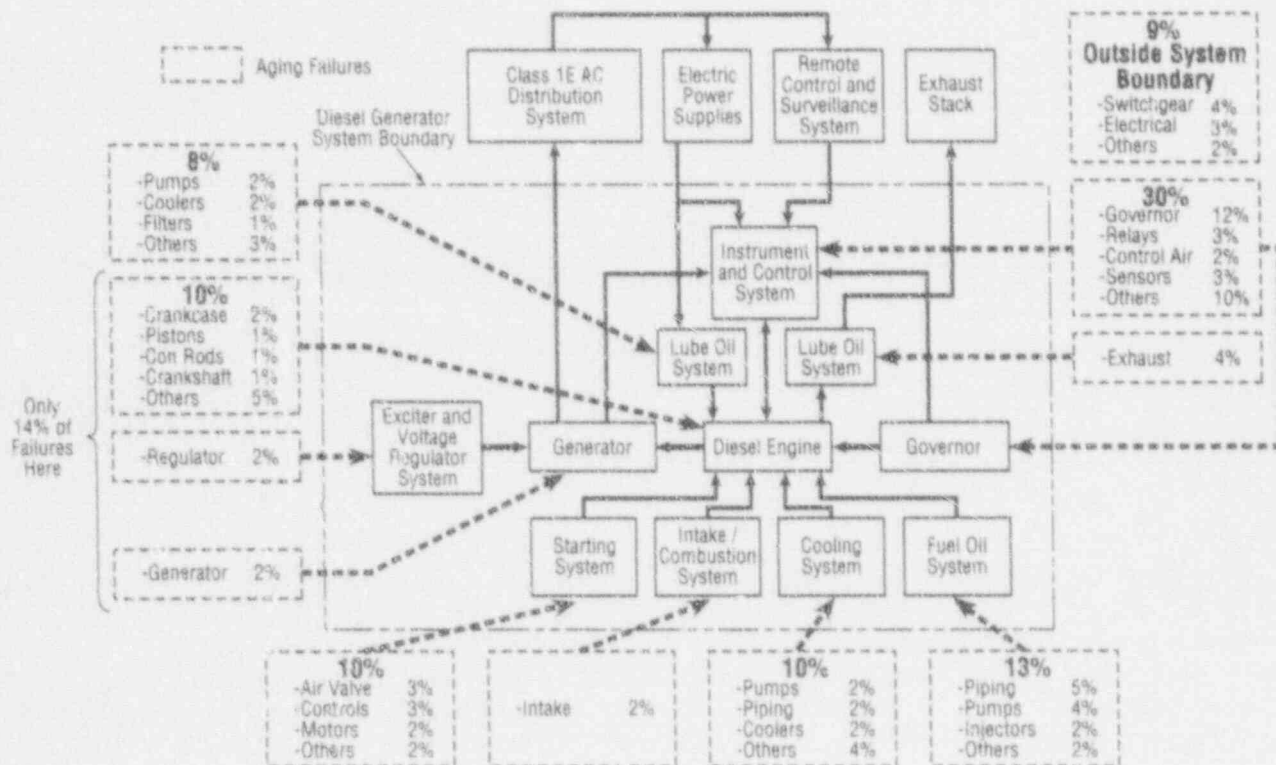 Aging Failures
Diesel Generator
System Boundary
Class 1E AC
Distribution
System
Electric
Power
Supplies
Remote
Control and
Surveillance
System
Exhaust
Stack
9%
Outside System
Boundary
-Switchgear 4%
-Electrical 3%
-Others 2%
8%
-Pumps 2%
-Coolers 2%
-Filters 1%
-Others 3%
30%
-Governor 12%
-Relays 3%
-Control Air 2%
-Sensors 3%
-Others 10%
Instrument
and Control
System
10%
-Crankcase 2%
-Pistons 1%
-Con Rods 1%
-Crankshaft 1%
-Others 5%
Lube Oil
System
Lube Oil
System
-Exhaust 4%
Only
14% of
Failures
Here
-Regulator 2%
Exciter and
Voltage
Regulator
System
Generator
Diesel Engine
Governor
-Generator 2%
Starting
System
Intake /
Combustion
System
Cooling
System
Fuel Oil
System
10%
-Air Valve 3%
-Controls 3%
-Motors 2%
-Others 2%
-Intake 2%
10%
-Pumps 2%
-Piping 2%
-Coolers 2%
-Others 4%
13%
-Piping 5%
-Pumps 4%
-Injectors 2%
-Others 2%